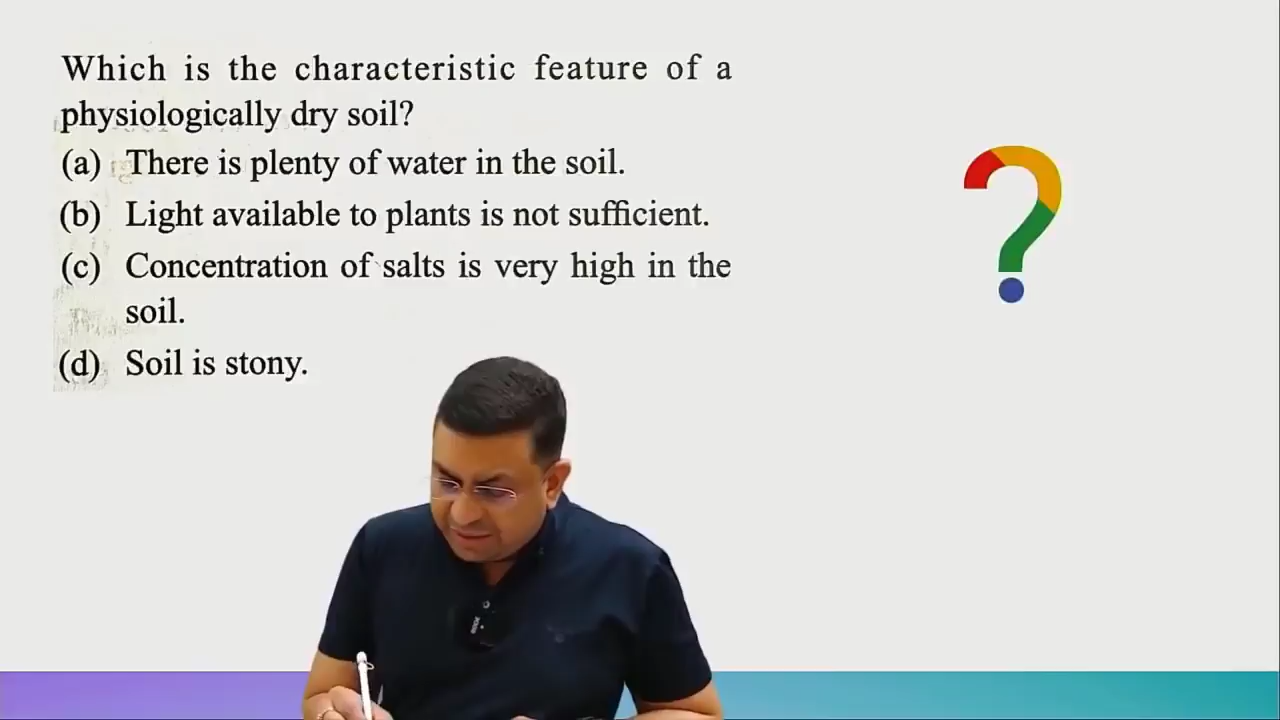 Which is the characteristic feature of a
physiologically dry soil?
(a) There is plenty of water in the soil.
(b) Light available to plants is not sufficient.
(c) Concentration of salts is very high in the
soil.
(d) Soil is stony.
?